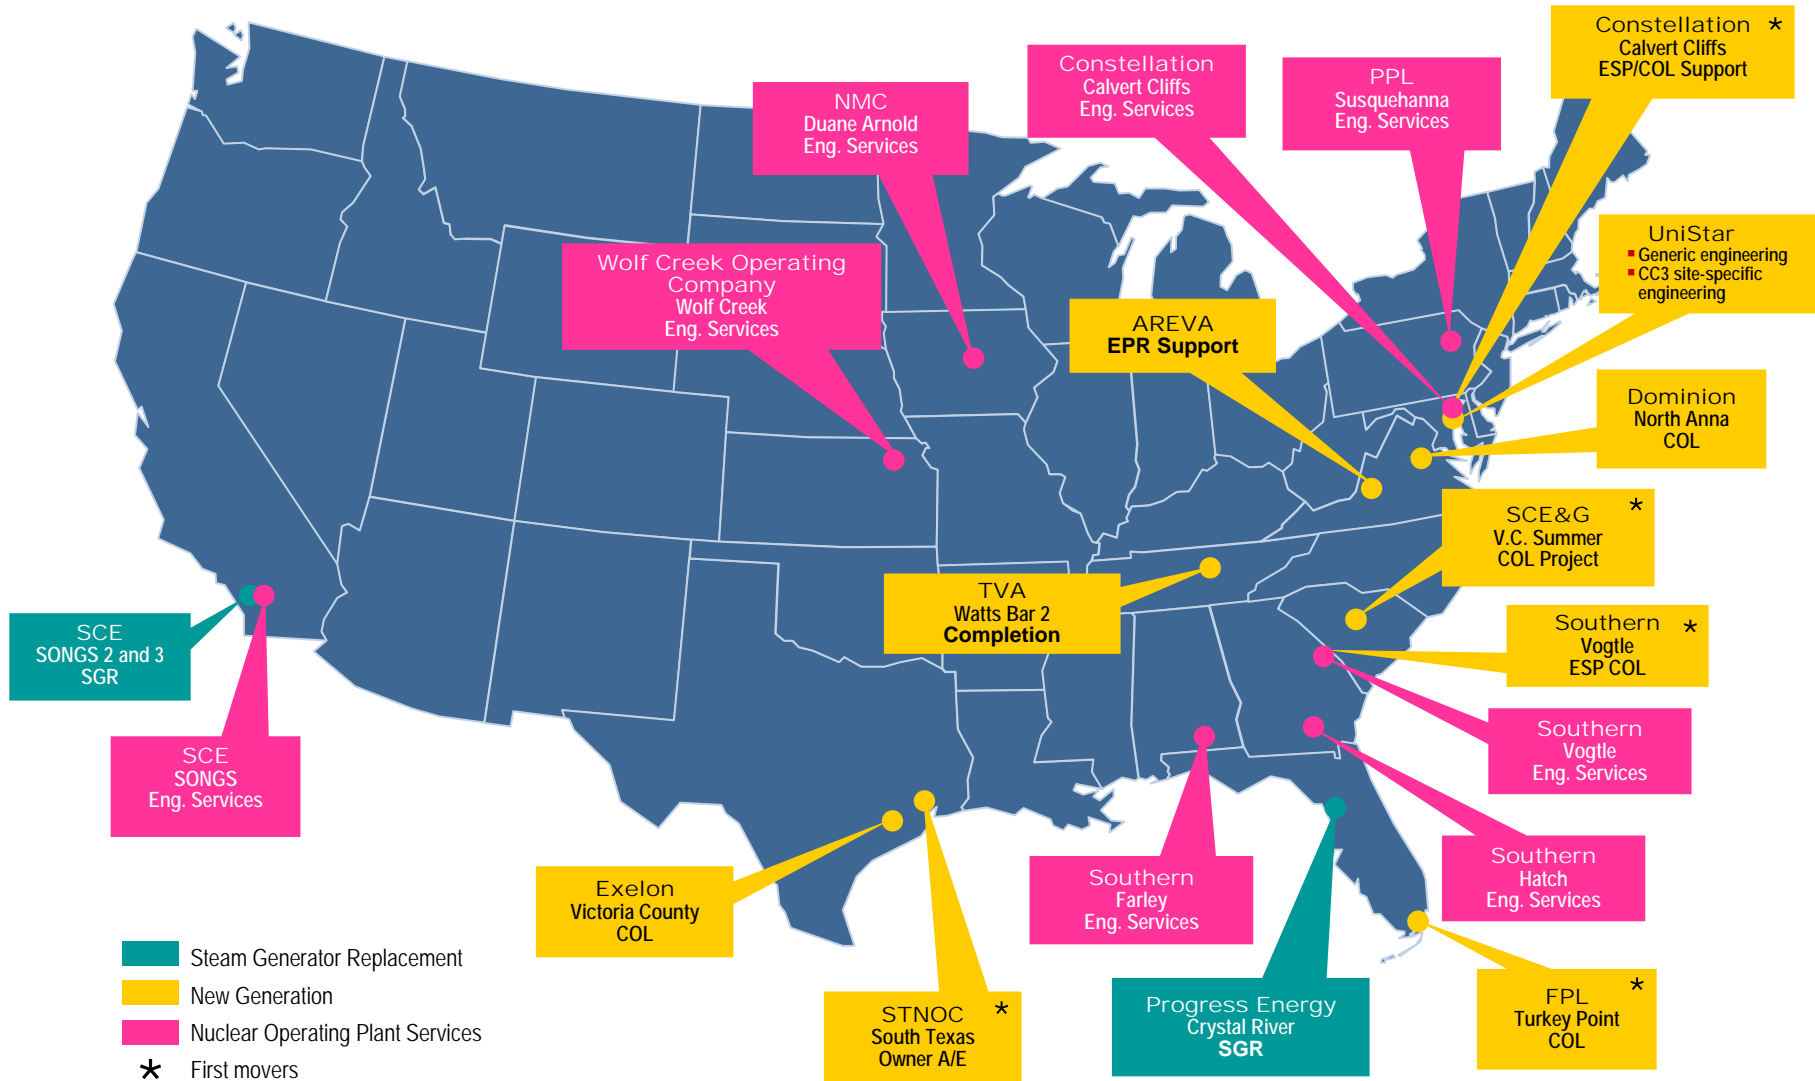 Constellation *
Calvert Cliffs
ESP/COL Support
Constellation
Calvert Cliffs
Eng. Services
PPL
Susquehanna
Eng. Services
NMC
Duane Arnold
Eng. Services
UniStar
▪ Generic engineering
▪ CC3 site-specific
engineering
Wolf Creek Operating
Company
Wolf Creek
Eng. Services
AREVA
EPR Support
Dominion
North Anna
COL
SCE&G *
V.C. Summer
COL Project
TVA
Watts Bar 2
Completion
Southern *
Vogtle
ESP COL
SCE
SONGS 2 and 3
SGR
Southern
Vogtle
Eng. Services
SCE
SONGS
Eng. Services
Southern
Hatch
Eng. Services
Southern
Farley
Eng. Services
Exelon
Victoria County
COL
FPL *
Turkey Point
COL
Progress Energy
Crystal River
SGR
STNOC *
South Texas
Owner A/E
Steam Generator Replacement
New Generation
Nuclear Operating Plant Services
* First movers